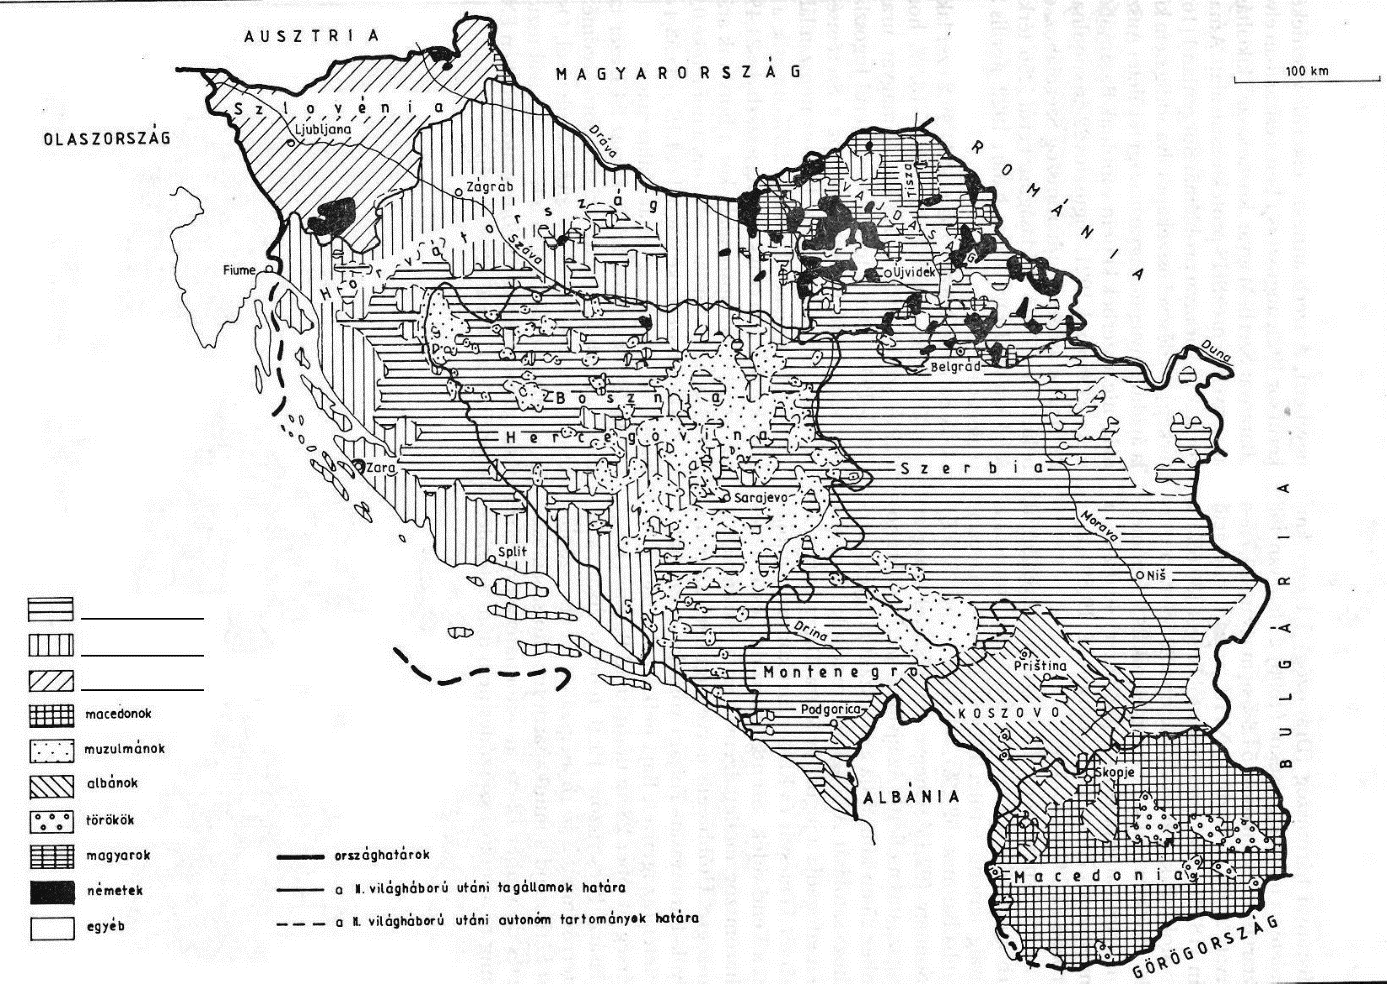 AUSZTRIA
MAGYARORSZÁG
100 km
OLASZORSZÁG
Szlovénia
Ljubljana
Dráva
ROMÁNIA
Zágráb
Horvátország
Száva
VAJDASÁG
Tisza
Újvidék
Fiume
Belgrád
Duna
Bosznia
Hercegovina
Szerbia
Zara
Sarajevo
Morava
Split
Niš
BULGÁRIA
Drina
Montenegro
Priština
Podgorica
KOSZOVO
Skopje
ALBÁNIA
Macedonia
GÖRÖGORSZÁG
macedonok
muzulmánok
albánok
törökök
magyarok
németek
egyéb
országhatárok
a II. világháború utáni tagállamok határa
a II. világháború utáni autonóm tartományok határa